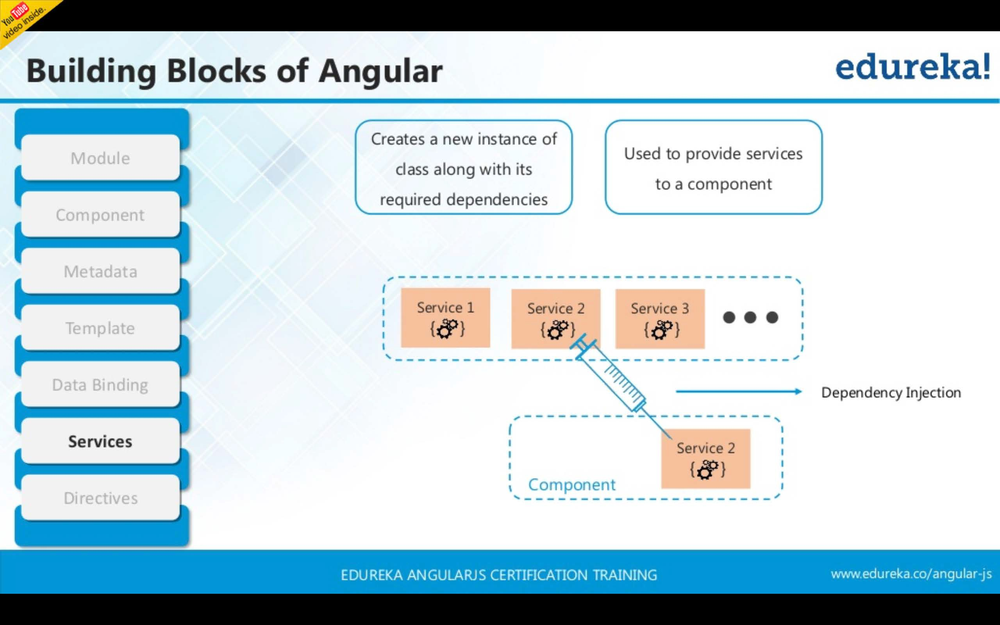 YouTube
video inside.
Building Blocks of Angular
edureka!
Module
Component
Metadata
Template
Data Binding
Services
Directives
Creates a new instance of
class along with its
required dependencies
Used to provide services
to a component
Service 1
{ }
Service 2
{ }
Service 3
{ }
Dependency Injection
Component
Service 2
{ }
EDUREKA ANGULARJS CERTIFICATION TRAINING
www.edureka.co/angular-js